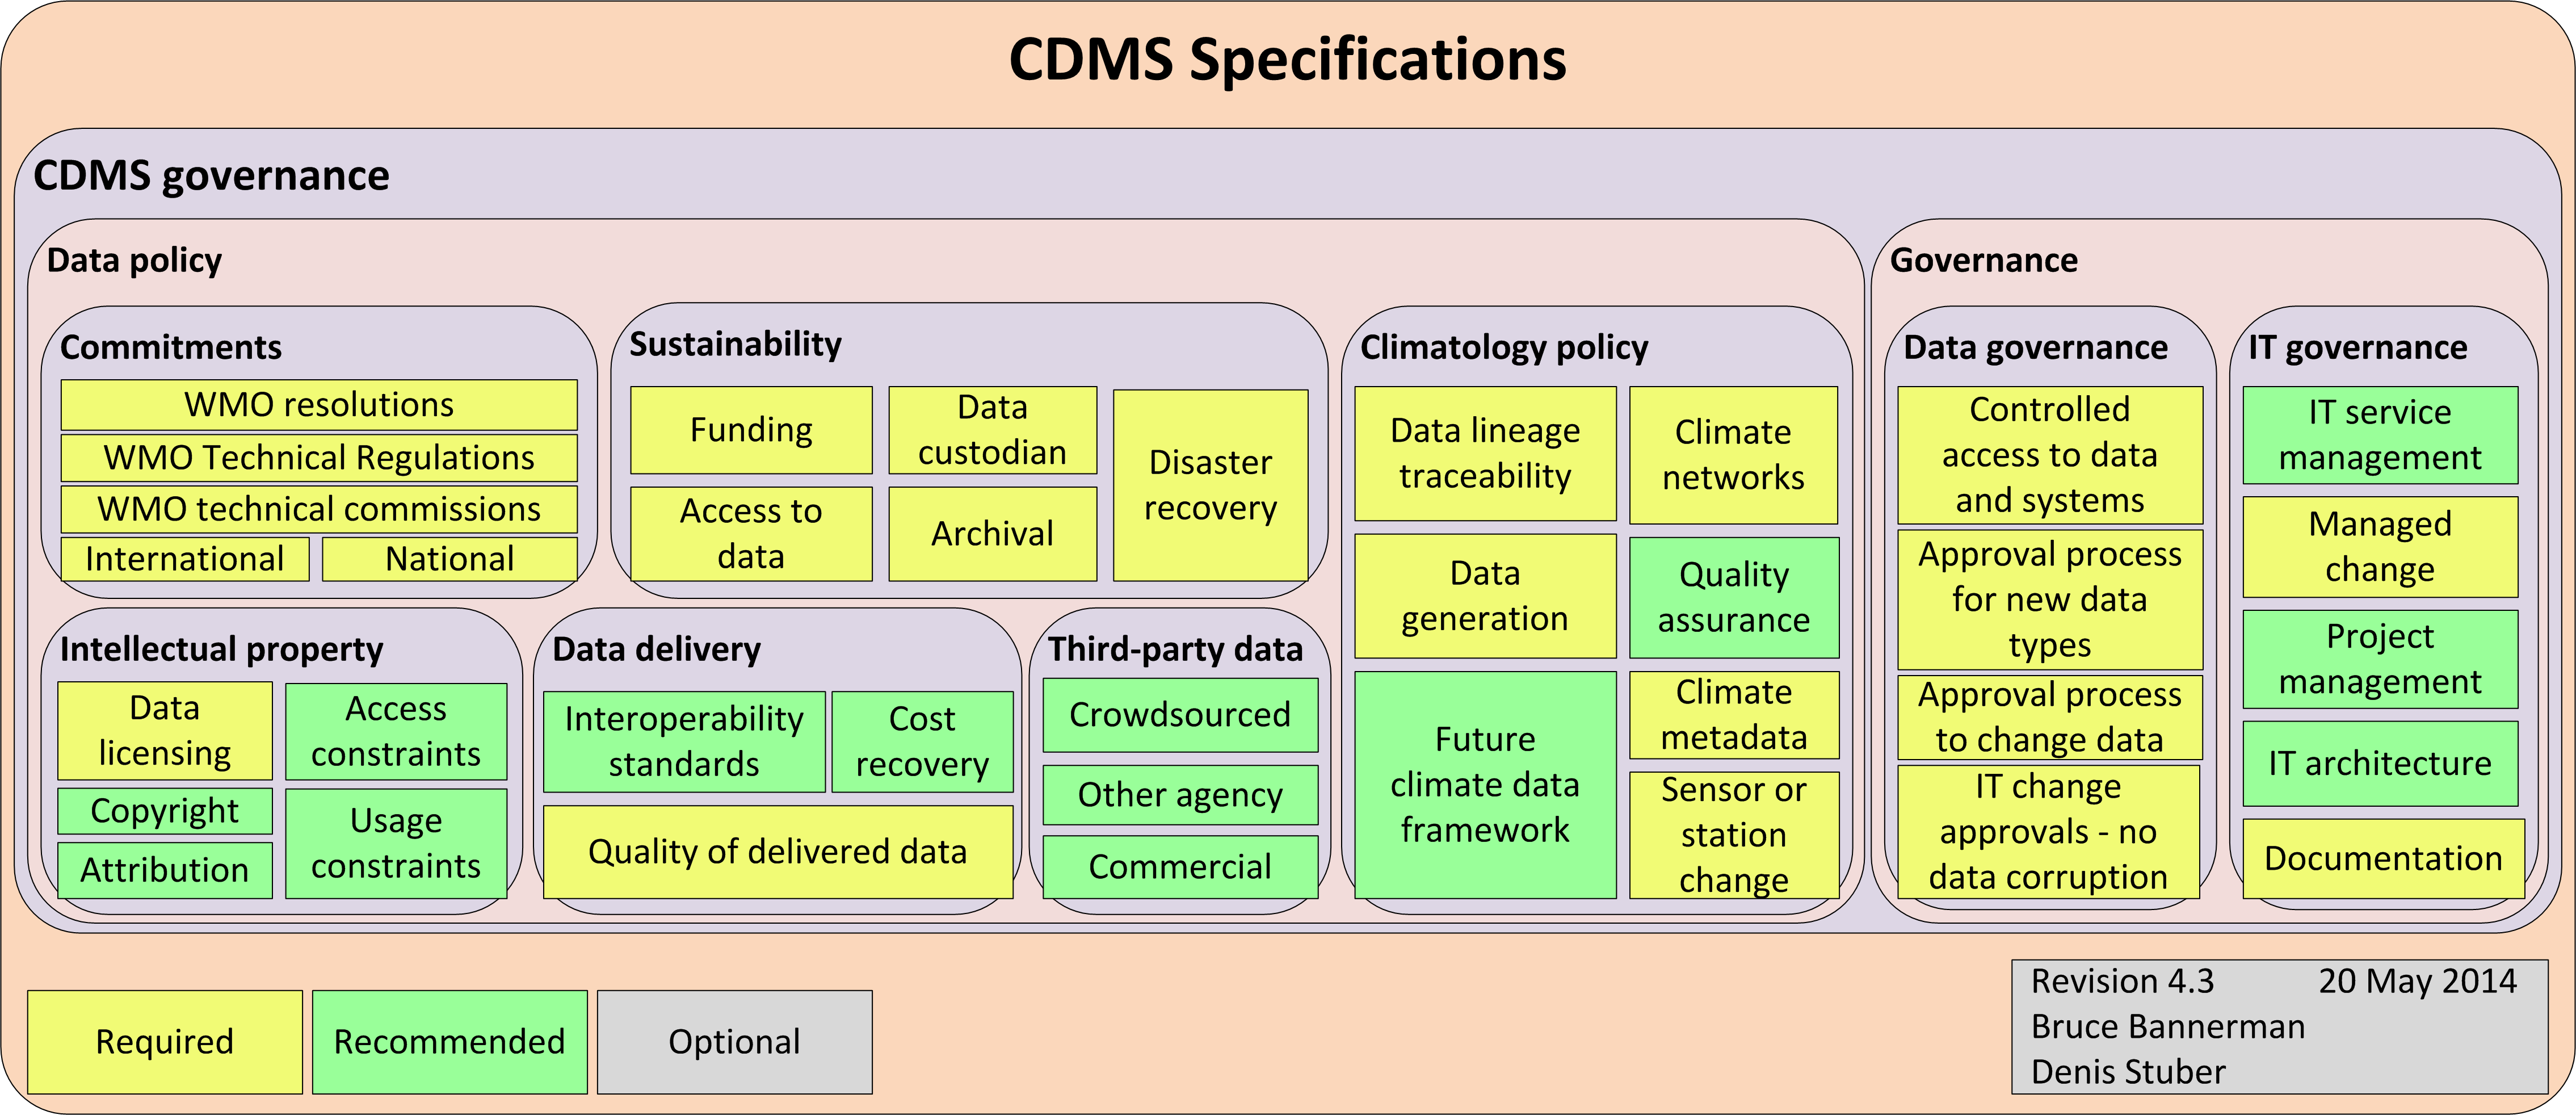 CDMS Specifications
CDMS governance
Data policy
Commitments
WMO resolutions
WMO Technical Regulations
WMO technical commissions
International
National
Sustainability
Funding
Data
custodian
Disaster
recovery
Access to
data
Archival
Intellectual property
Data
licensing
Access
constraints
Copyright
Usage
constraints
Attribution
Data delivery
Interoperability
standards
Cost
recovery
Quality of delivered data
Third-party data
Crowdsourced
Other agency
Commercial
Climatology policy
Data lineage
traceability
Climate
networks
Data
generation
Quality
assurance
Future
climate data
framework
Climate
metadata
Sensor or
station
change
Governance
Data governance
Controlled
access to data
and systems
Approval process
for new data
types
Approval process
to change data
IT change
approvals - no
data corruption
IT governance
IT service
management
Managed
change
Project
management
IT architecture
Documentation
Required
Recommended
Optional
Revision 4.3 20 May 2014
Bruce Bannerman
Denis Stuber